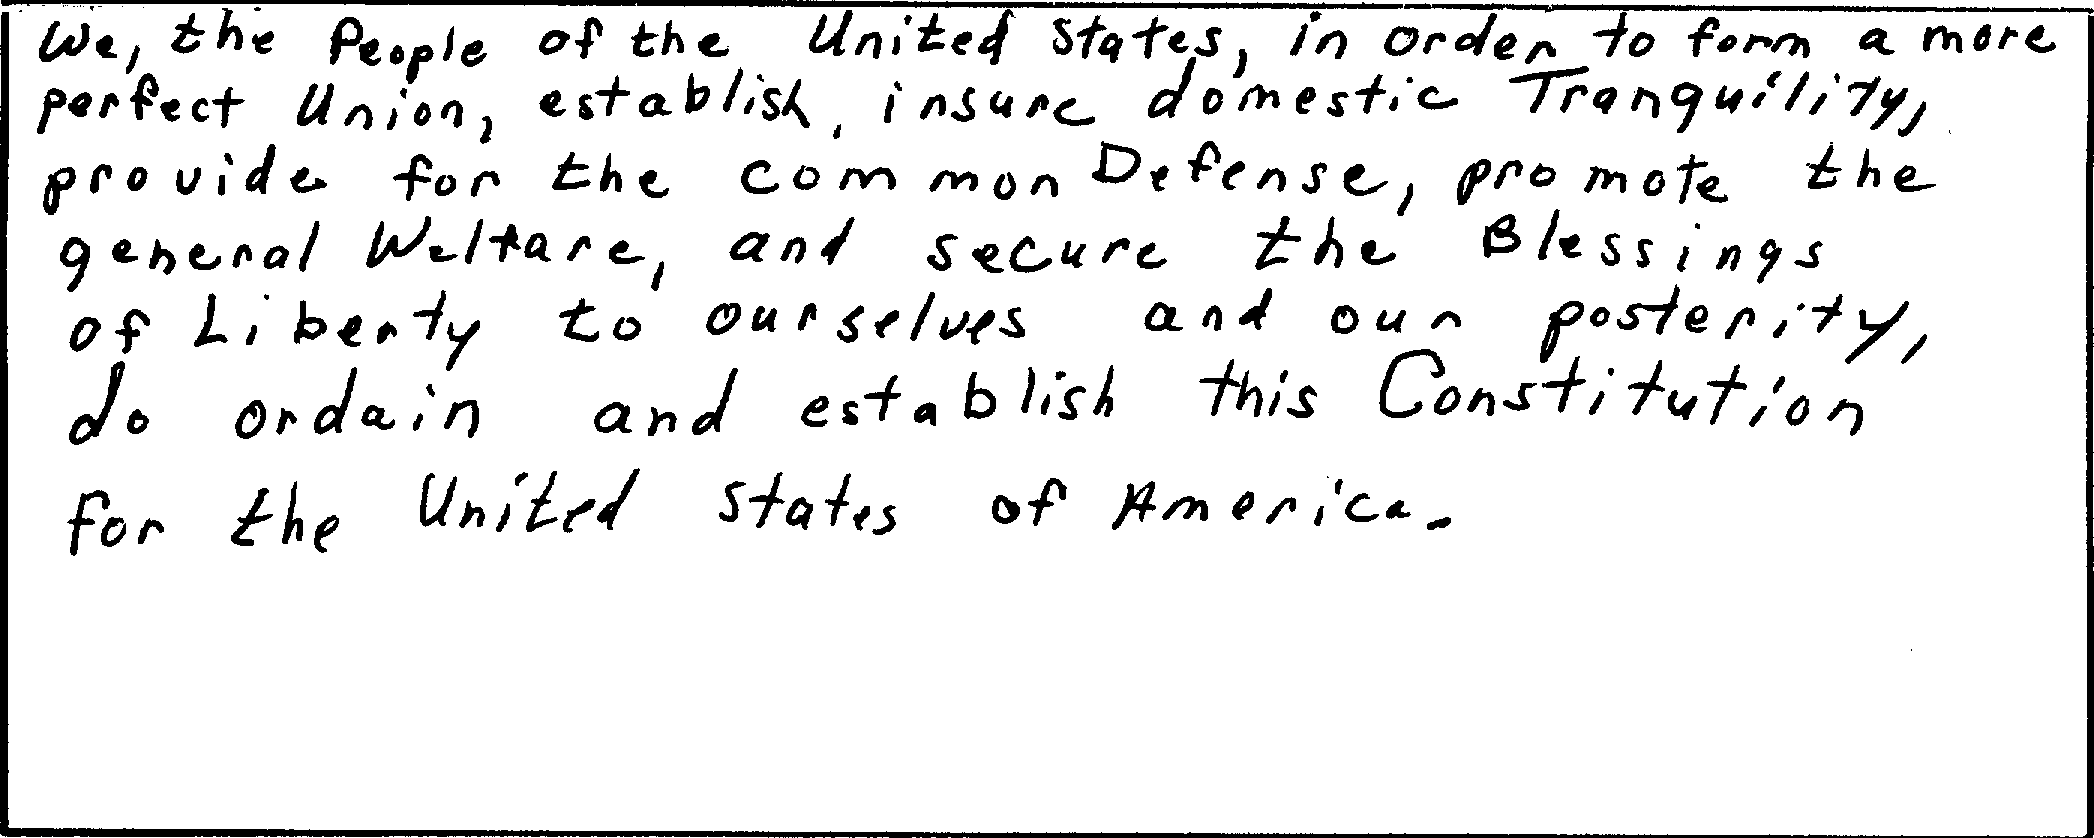 We, the People of the United States, in order to form a more
perfect Union, establish, insure domestic Tranquility,
provide for the common Defense, promote the
general Welfare, and secure the Blessings
of Liberty to ourselves and our posterity,
do ordain and establish this Constitution
for the United States of America.